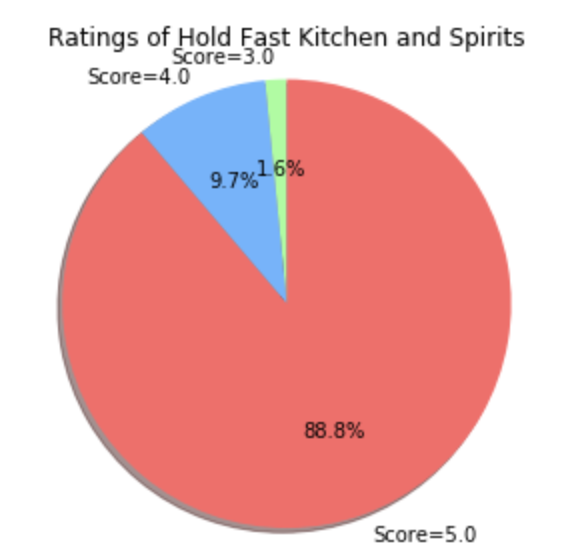 Ratings of Hold Fast Kitchen and Spirits
Score=3.0
Score=4.0
1.6%
9.7%
88.8%
Score=5.0